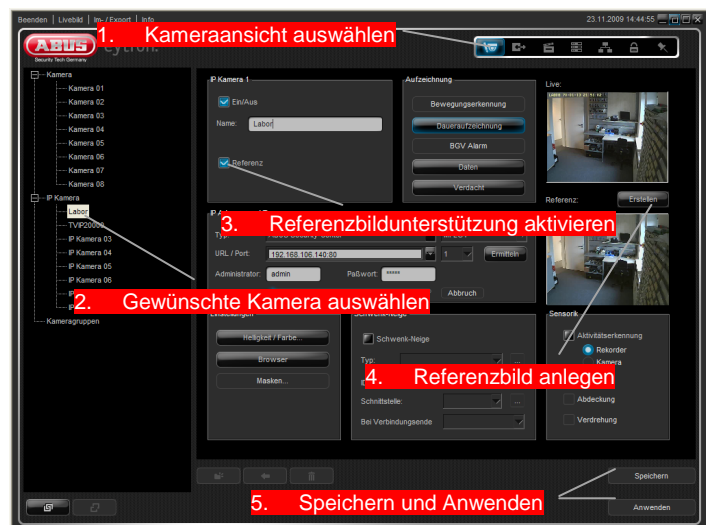 Beenden | Livebild | Im- / Export | Info
23.11.2009 14:44:55
ABUS
Security Tech Germany
1. Kameraansicht auswählen
Kamera
Kamera 01
Kamera 02
Kamera 03
Kamera 04
Kamera 05
Kamera 06
Kamera 07
Kamera 08
IP Kamera
Labor
TVIP20000
IP Kamera 03
IP Kamera 04
IP Kamera 05
IP Kamera 06
Kameragruppen
2. Gewünschte Kamera auswählen
IP Kamera 1
Ein/Aus
Name: Labor
Referenz
Aufzeichnung
Bewegungserkennung
Daueraufzeichnung
BGV Alarm
Daten
Verdacht
Live:
Referenz:
Erstellen
3. Referenzbildunterstützung aktivieren
Typ:
URL / Port: 192.168.106.140:80
1
Ermitteln
Administrator: admin
Paßwort: *****
Abbruch
Einstellungen
Helligkeit / Farbe...
Browser
Masken...
Schwenk-Neige
Schwenk-Neige
Typ:
...
Schnittstelle:
...
Bei Verbindungsende
4. Referenzbild anlegen
Sensorik
Aktivitätserkennung
Rekorder
Kamera
Abdeckung
Verdrehung
5. Speichern und Anwenden
Speichern
Anwenden